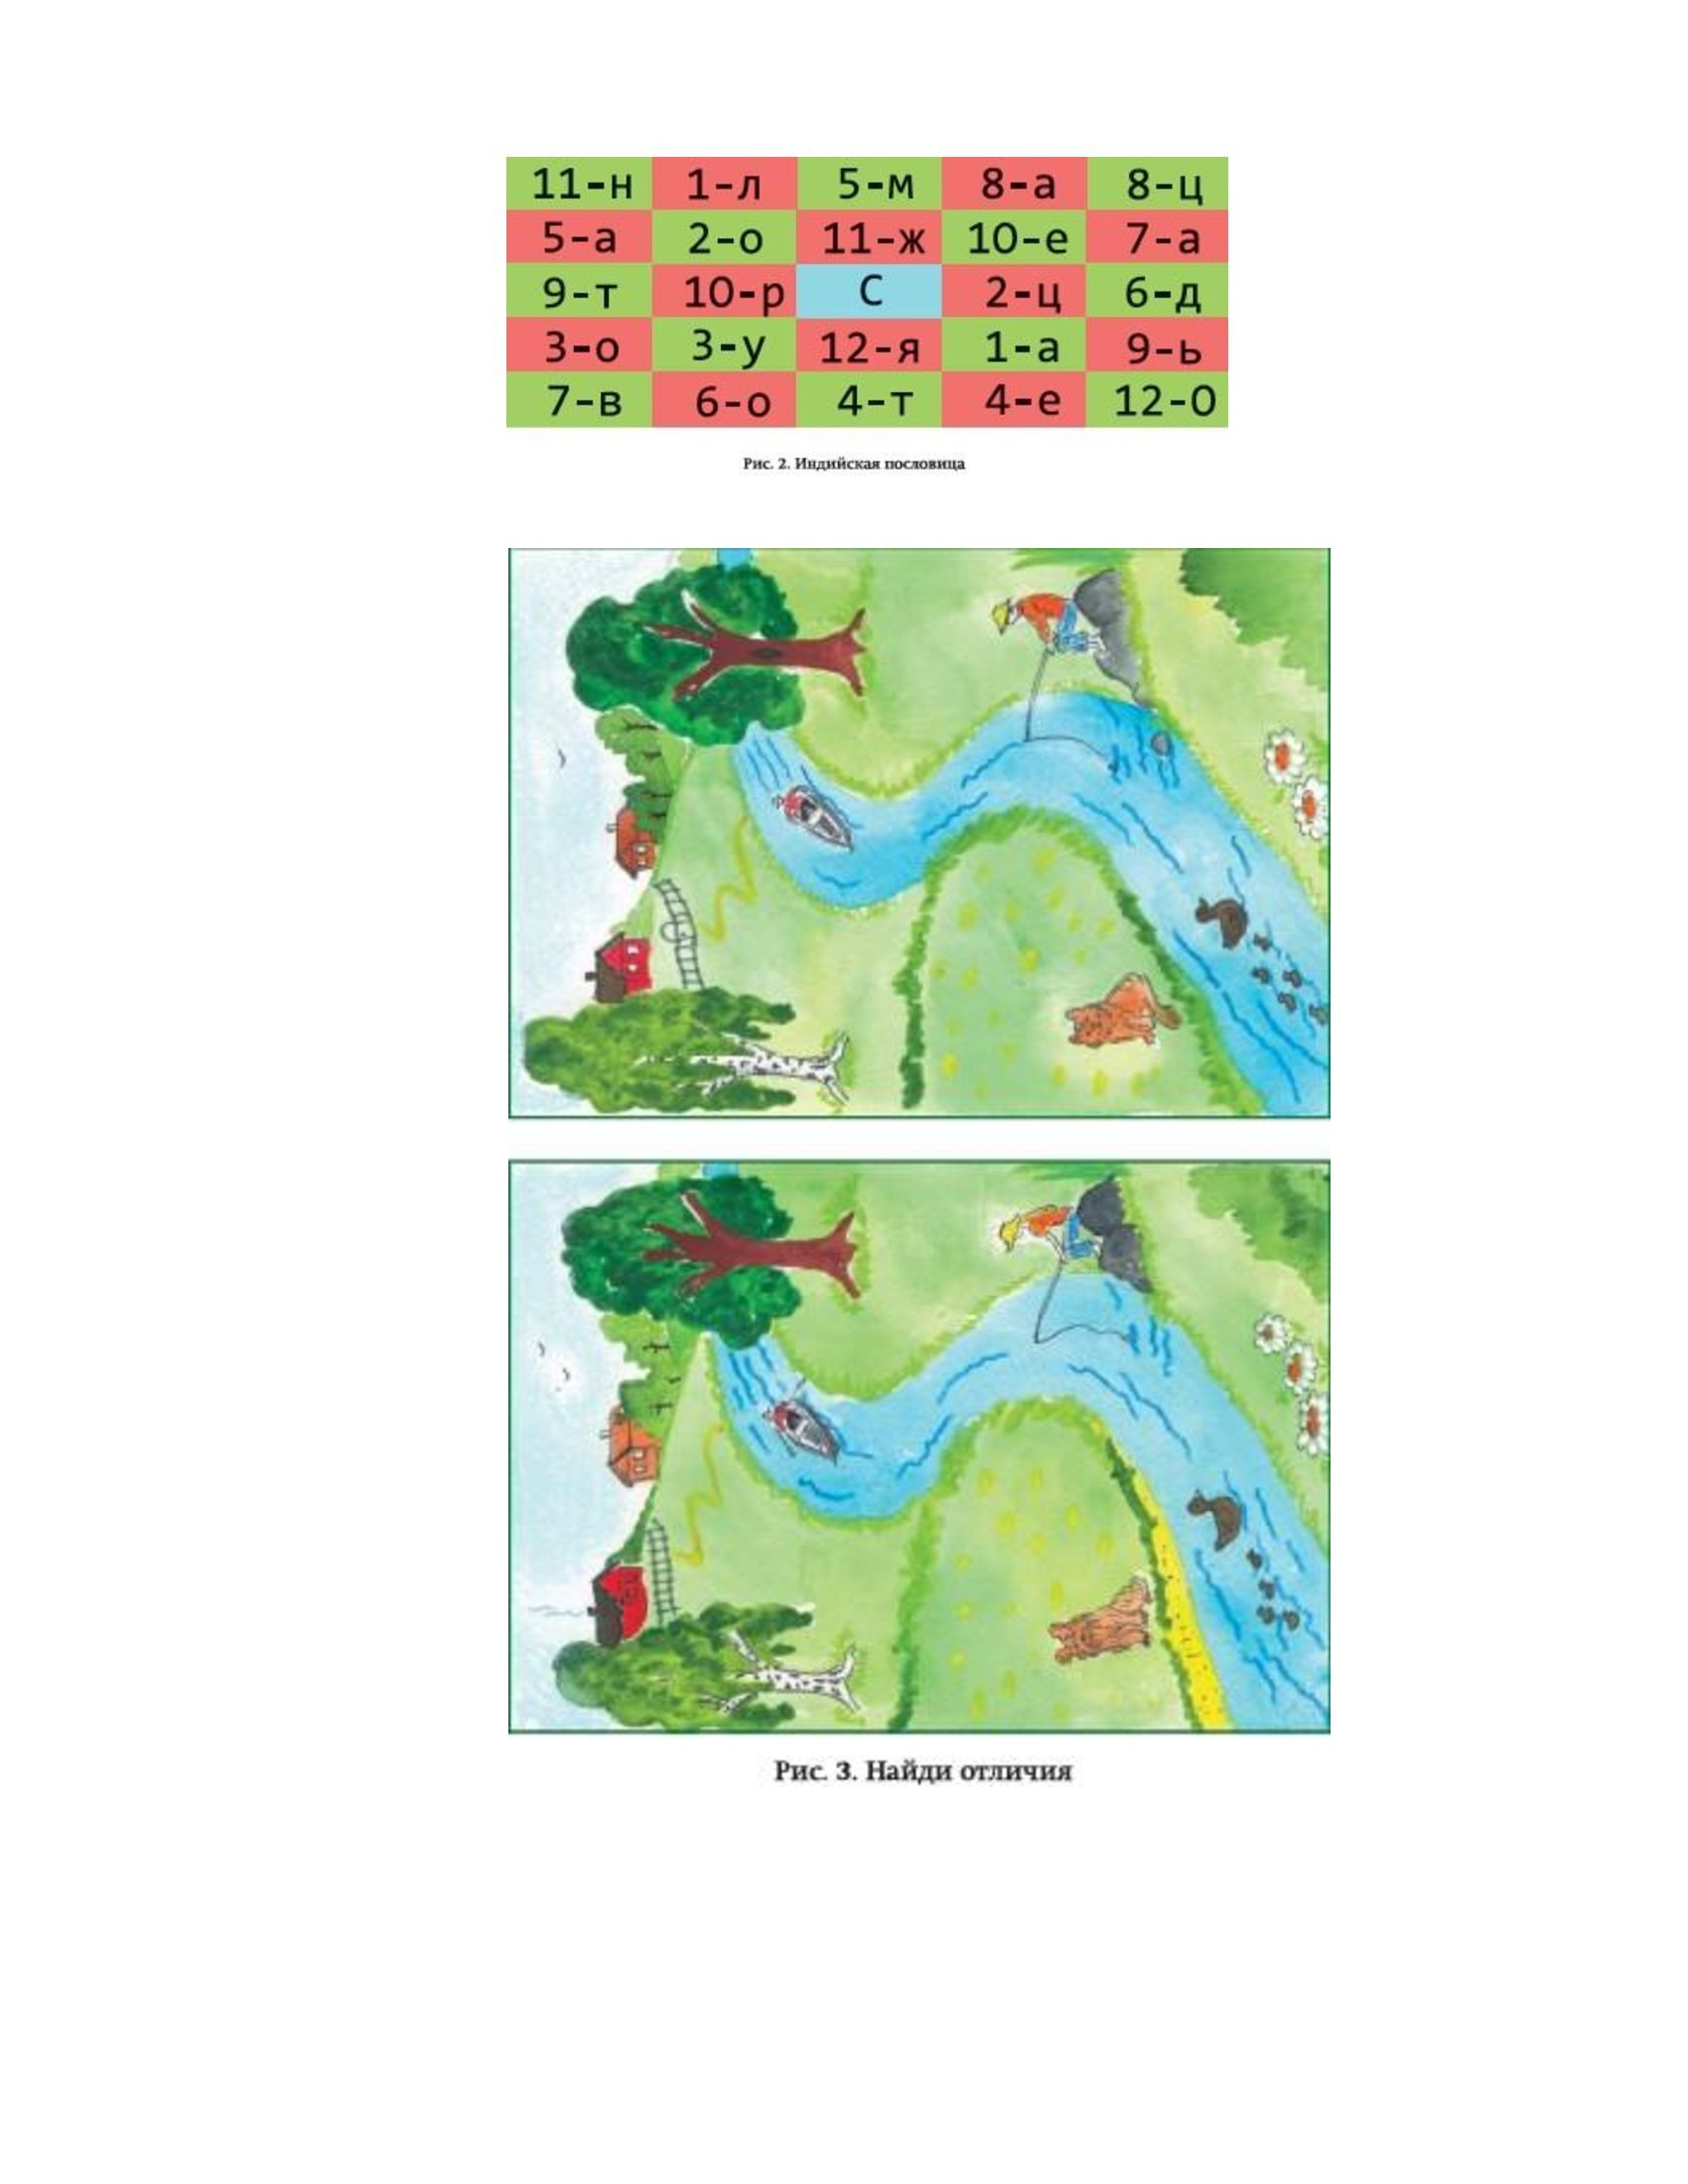 11-н 1-л 5-м 8-а 8-ц
5-а 2-о 11-ж 10-е 7-а
9-т 10-р С 2-ц 6-д
3-о 3-у 12-я 1-а 9-ь
7-в 6-о 4-т 4-е 12-О
Рис. 2. Индийская пословица
Рис. 3. Найди отличия